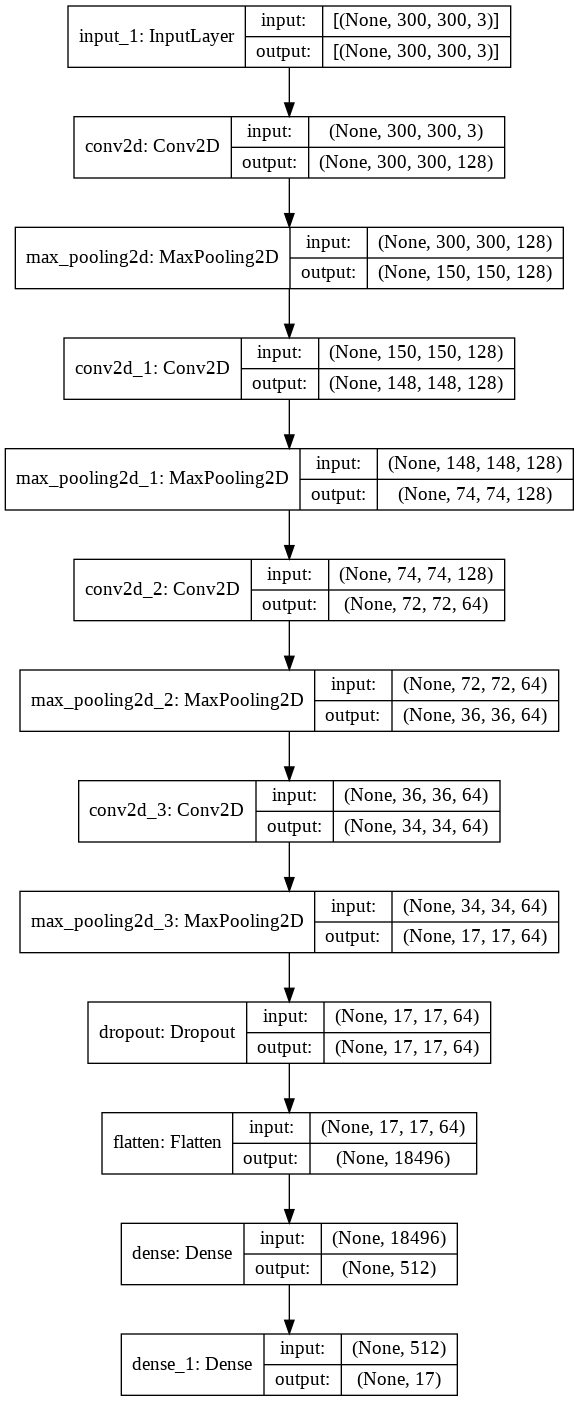 input_1: InputLayer
input: [(None, 300, 300, 3)]
output: [(None, 300, 300, 3)]
conv2d: Conv2D
input: (None, 300, 300, 3)
output: (None, 300, 300, 128)
max_pooling2d: MaxPooling2D
input: (None, 300, 300, 128)
output: (None, 150, 150, 128)
conv2d_1: Conv2D
input: (None, 150, 150, 128)
output: (None, 148, 148, 128)
max_pooling2d_1: MaxPooling2D
input: (None, 148, 148, 128)
output: (None, 74, 74, 128)
conv2d_2: Conv2D
input: (None, 74, 74, 128)
output: (None, 72, 72, 64)
max_pooling2d_2: MaxPooling2D
input: (None, 72, 72, 64)
output: (None, 36, 36, 64)
conv2d_3: Conv2D
input: (None, 36, 36, 64)
output: (None, 34, 34, 64)
max_pooling2d_3: MaxPooling2D
input: (None, 34, 34, 64)
output: (None, 17, 17, 64)
dropout: Dropout
input: (None, 17, 17, 64)
output: (None, 17, 17, 64)
flatten: Flatten
input: (None, 17, 17, 64)
output: (None, 18496)
dense: Dense
input: (None, 18496)
output: (None, 512)
dense_1: Dense
input: (None, 512)
output: (None, 17)